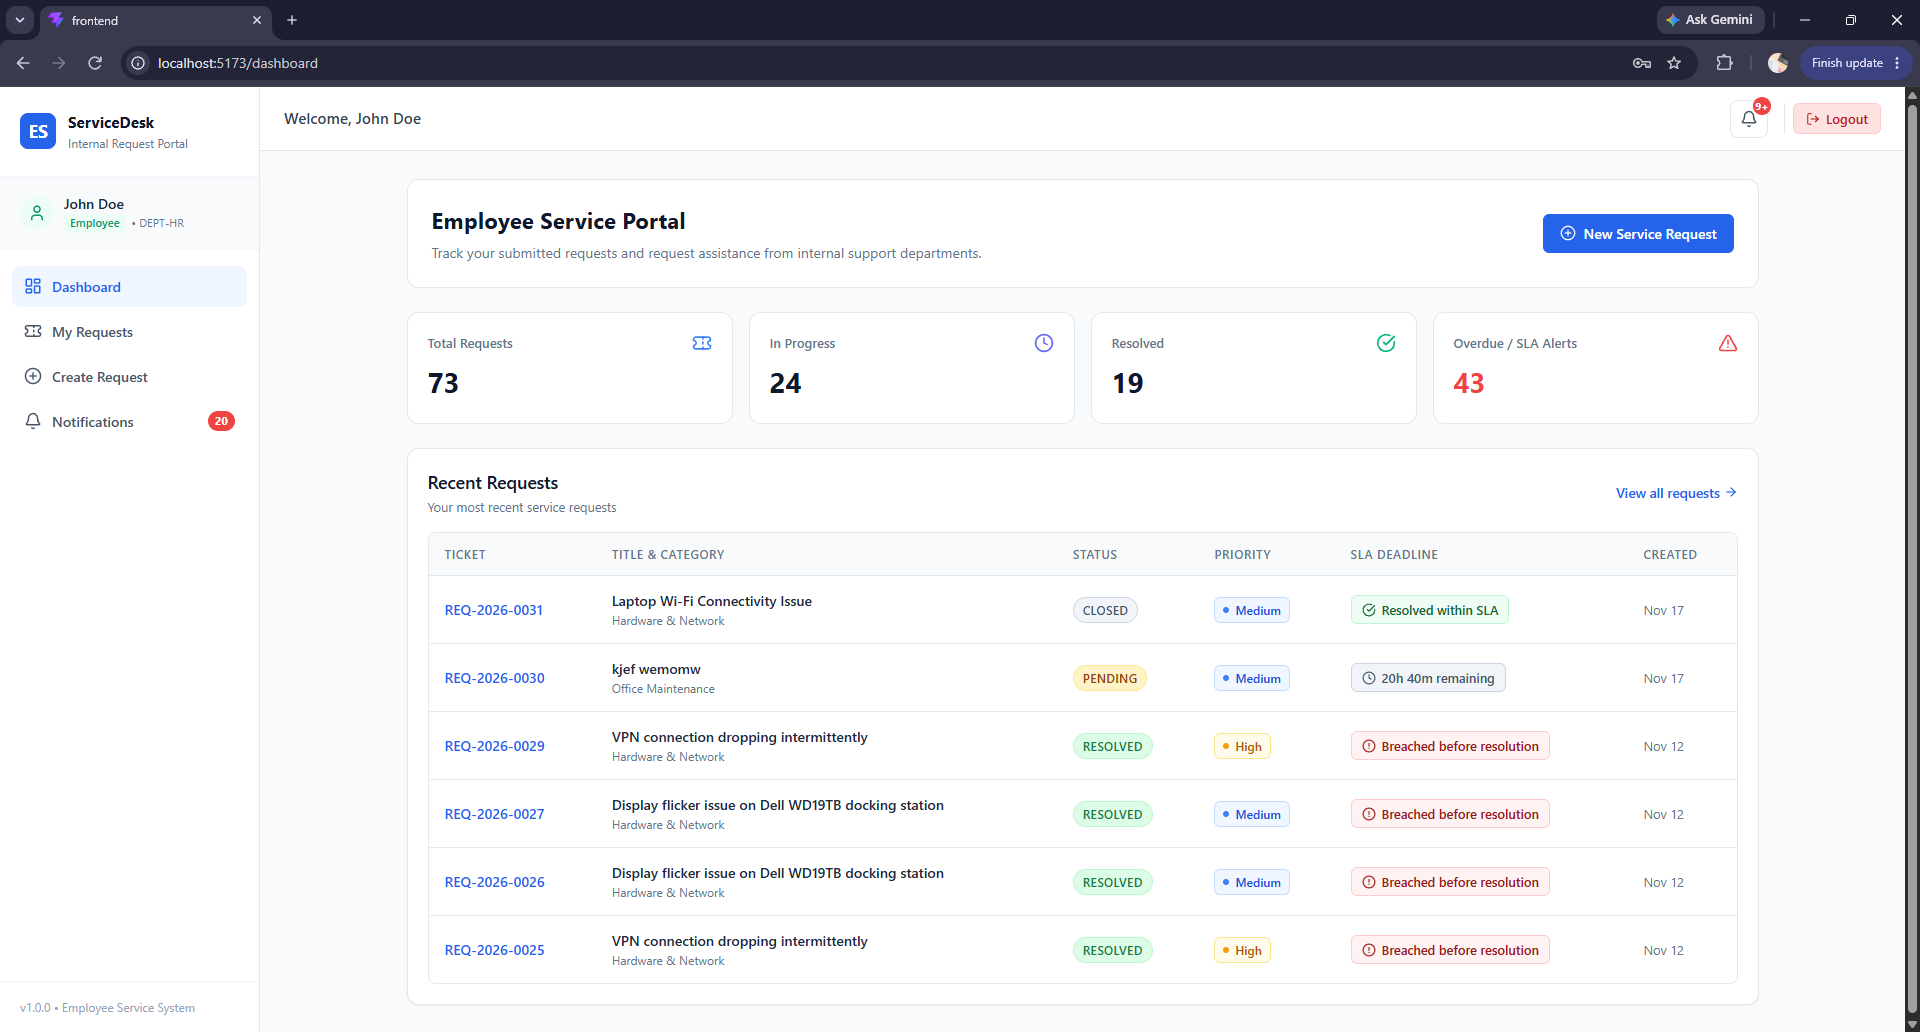 frontend
Ask Gemini
localhost:5173/dashboard
Finish update
ES
ServiceDesk
Internal Request Portal
Welcome, John Doe
9+
Logout
John Doe
Employee • DEPT-HR
Dashboard
My Requests
Create Request
Notifications 20
v1.0.0 • Employee Service System
Employee Service Portal
Track your submitted requests and request assistance from internal support departments.
New Service Request
Total Requests
73
In Progress
24
Resolved
19
Overdue / SLA Alerts
43
Recent Requests
Your most recent service requests
View all requests
TICKET TITLE & CATEGORY STATUS PRIORITY SLA DEADLINE CREATED
REQ-2026-0031 Laptop Wi-Fi Connectivity Issue CLOSED Medium Resolved within SLA Nov 17
Hardware & Network
REQ-2026-0030 kjef wemomw PENDING Medium 20h 40m remaining Nov 17
Office Maintenance
REQ-2026-0029 VPN connection dropping intermittently RESOLVED High Breached before resolution Nov 12
Hardware & Network
REQ-2026-0027 Display flicker issue on Dell WD19TB docking station RESOLVED Medium Breached before resolution Nov 12
Hardware & Network
REQ-2026-0026 Display flicker issue on Dell WD19TB docking station RESOLVED Medium Breached before resolution Nov 12
Hardware & Network
REQ-2026-0025 VPN connection dropping intermittently RESOLVED High Breached before resolution Nov 12
Hardware & Network